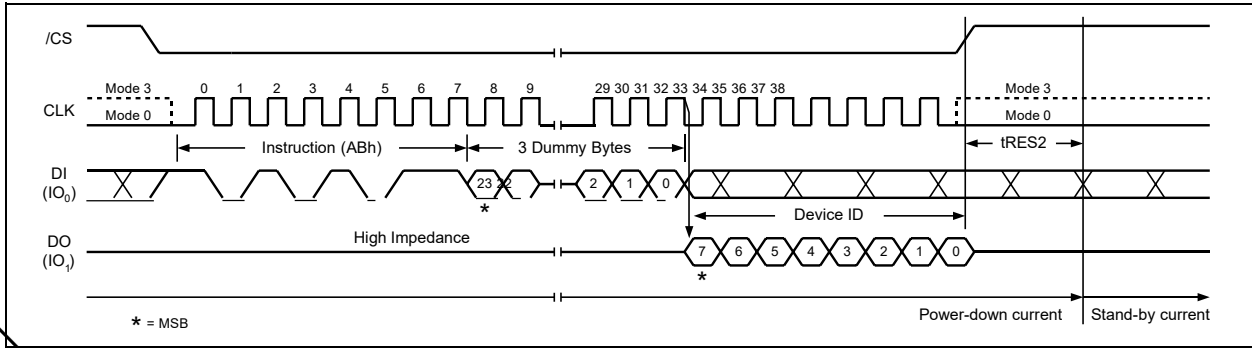 /CS
Mode 3 0 1 2 3 4 5 6 7 8 9 29 30 31 32 33 34 35 36 37 38 Mode 3
CLK
Mode 0 Mode 0
Instruction (ABh) 3 Dummy Bytes tRES2
DI
(IO0)
23 22 2 1 0
*
Device ID
High Impedance
DO
(IO1)
7 6 5 4 3 2 1 0
*
* = MSB
Power-down current Stand-by current